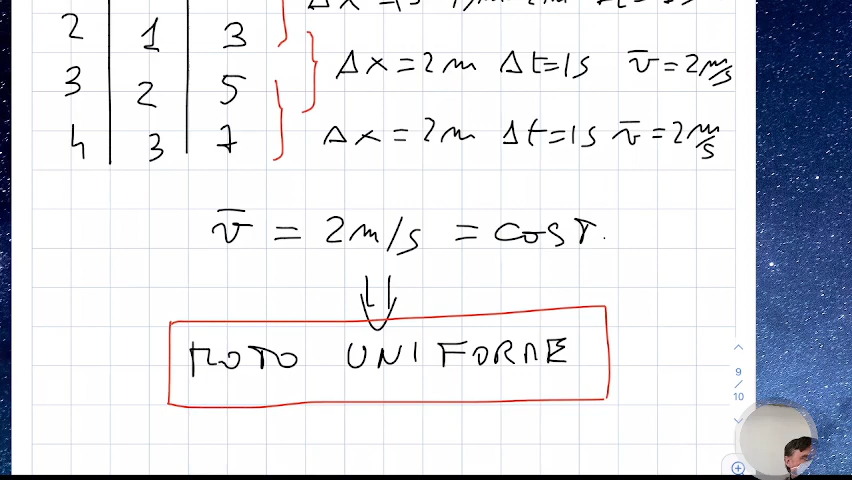 2 1 3
Δx=2m Δt=1s v̄=2m/s
3 2 5
4 3 7 Δx=2m Δt=1s v̄=2m/s
v̄ = 2m/s = COST.
⇓
MOTO UNIFORME
9
/
10